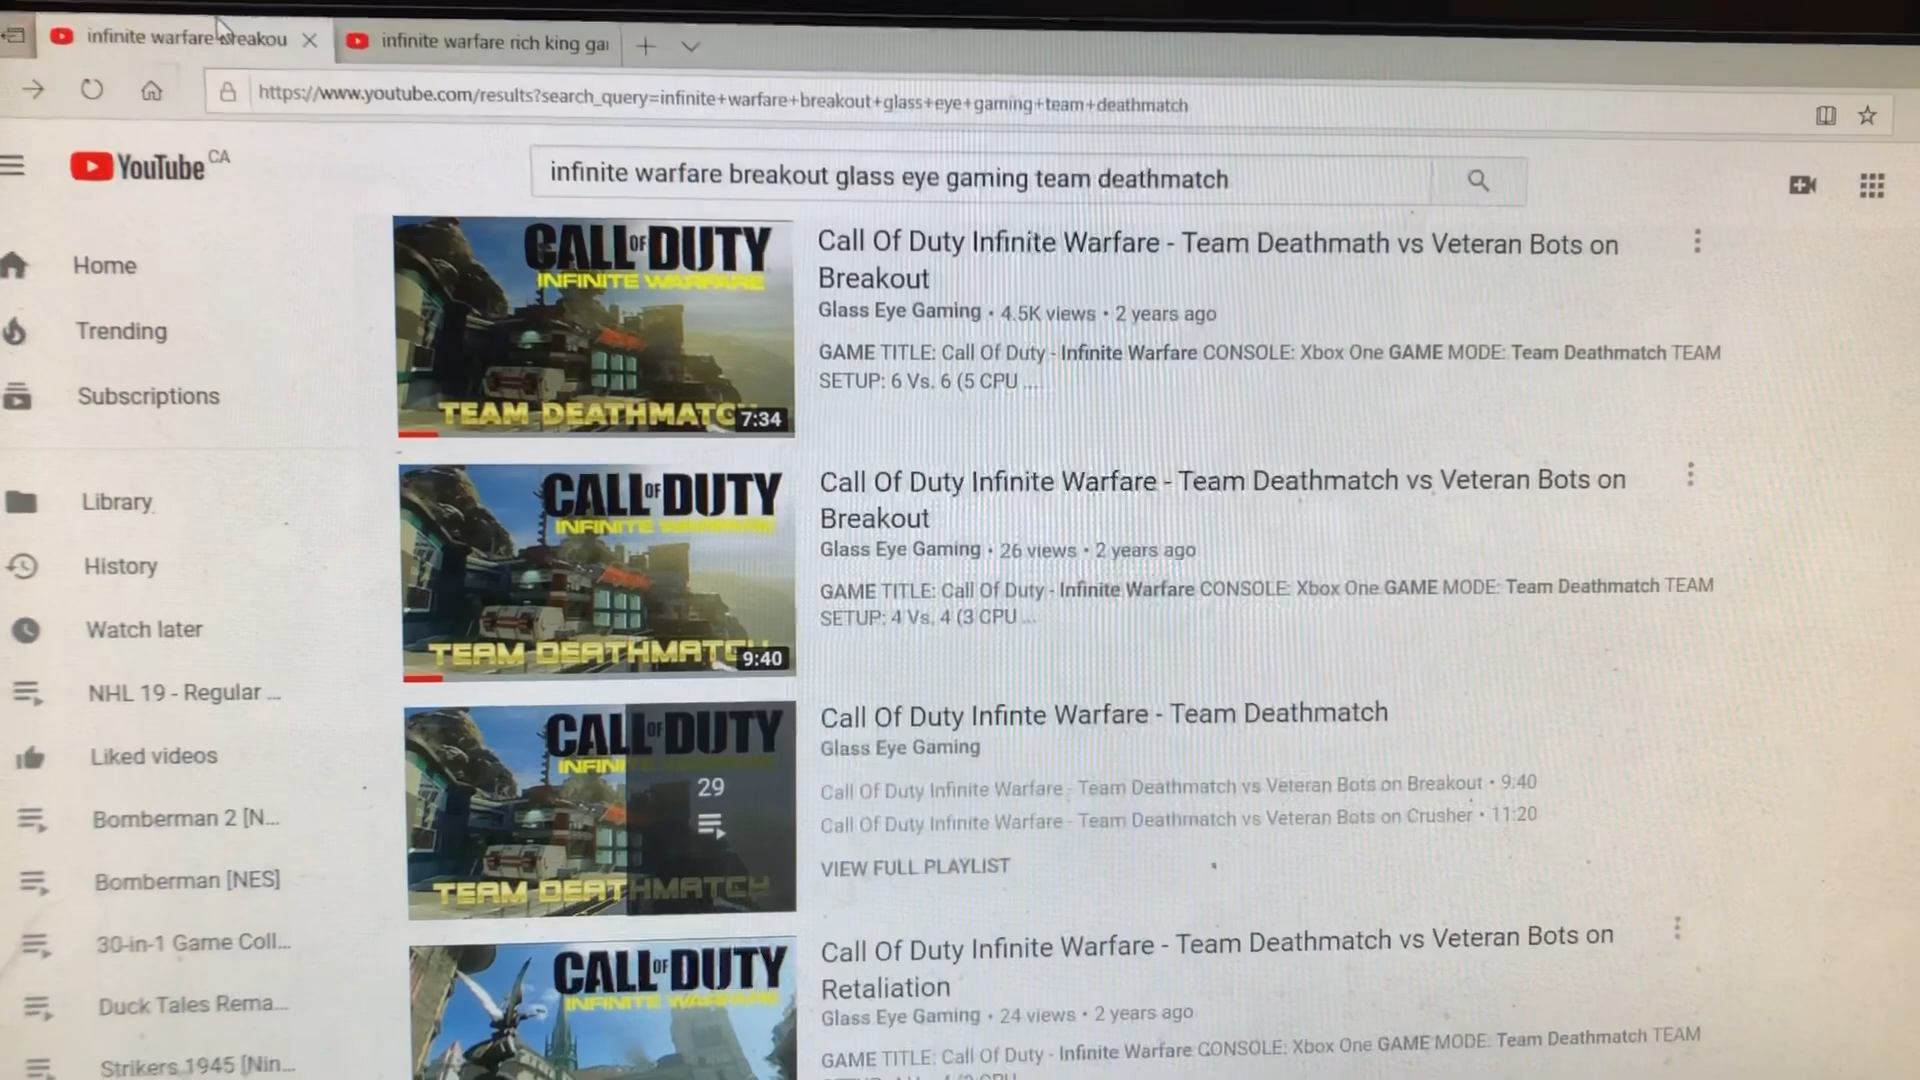 infinite warfare breakou
infinite warfare rich king gai
https://www.youtube.com/results?search_query=infinite+warfare+breakout+glass+eye+gaming+team+deathmatch
YouTube CA
infinite warfare breakout glass eye gaming team deathmatch
Home
Trending
Subscriptions
Library
History
Watch later
NHL 19 - Regular ...
Liked videos
Bomberman 2 [N...
Bomberman [NES]
30-in-1 Game Coll...
Duck Tales Rema...
Strikers 1945 [Nin...
CALL OF DUTY
INFINITE WARFARE
TEAM DEATHMATC
7:34
Call Of Duty Infinite Warfare - Team Deathmath vs Veteran Bots on
Breakout
Glass Eye Gaming • 4.5K views • 2 years ago
GAME TITLE: Call Of Duty - Infinite Warfare CONSOLE: Xbox One GAME MODE: Team Deathmatch TEAM
SETUP: 6 Vs. 6 (5 CPU ...
CALL OF DUTY
INFINITE WARFARE
TEAM DEATHMATCH
9:40
Call Of Duty Infinite Warfare - Team Deathmatch vs Veteran Bots on
Breakout
Glass Eye Gaming • 26 views • 2 years ago
GAME TITLE: Call Of Duty - Infinite Warfare CONSOLE: Xbox One GAME MODE: Team Deathmatch TEAM
SETUP: 4 Vs. 4 (3 CPU ...
CALL OF DUTY
INFINI
29
TEAM DEATHMATCH
Call Of Duty Infinte Warfare - Team Deathmatch
Glass Eye Gaming
Call Of Duty Infinite Warfare - Team Deathmatch vs Veteran Bots on Breakout • 9:40
Call Of Duty Infinite Warfare - Team Deathmatch vs Veteran Bots on Crusher • 11:20
VIEW FULL PLAYLIST
CALL OF DUTY
INFINITE WARFARE
Call Of Duty Infinite Warfare - Team Deathmatch vs Veteran Bots on
Retaliation
Glass Eye Gaming • 24 views • 2 years ago
GAME TITLE: Call Of Duty - Infinite Warfare CONSOLE: Xbox One GAME MODE: Team Deathmatch TEAM